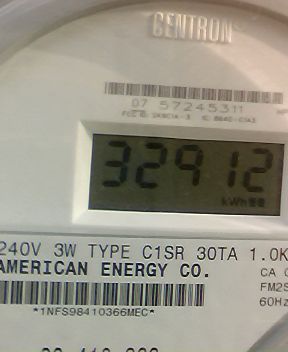 CENTRON
07 57245311
32912
kWh
240V 3W TYPE C1SR 30TA 1.0K
AMERICAN ENERGY CO.
CA
FM2S
60Hz
*1NFS98410366MEC*